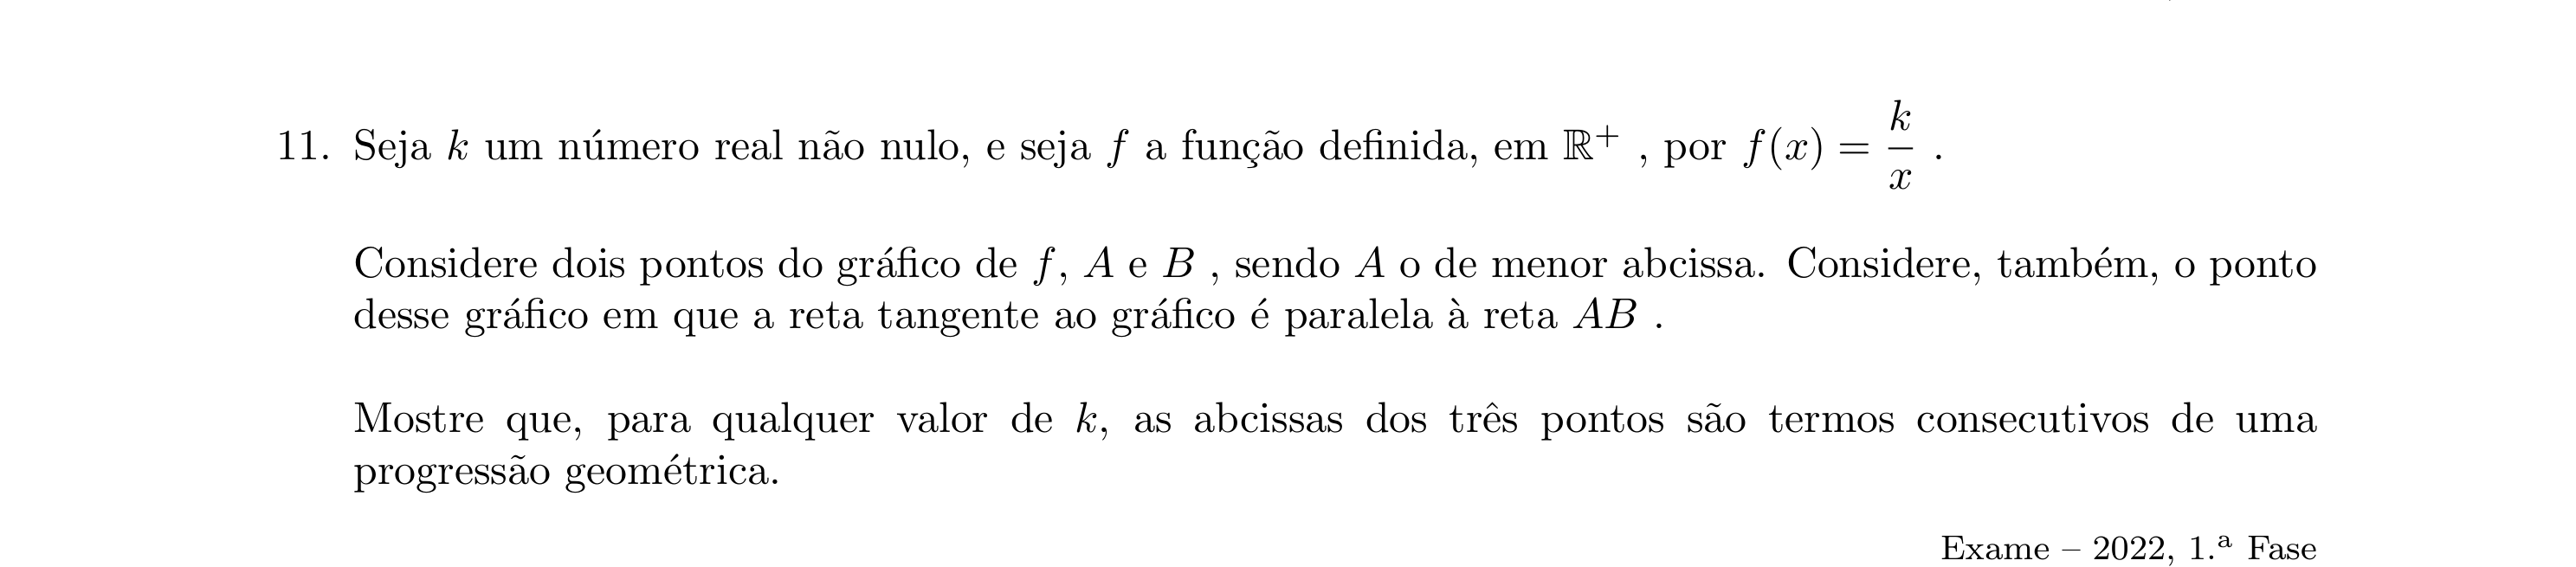 11. Seja k um número real não nulo, e seja f a função definida, em ℝ⁺ , por f(x) = k/x .
Considere dois pontos do gráfico de f, A e B , sendo A o de menor abcissa. Considere, também, o ponto
desse gráfico em que a reta tangente ao gráfico é paralela à reta AB .
Mostre que, para qualquer valor de k, as abcissas dos três pontos são termos consecutivos de uma
progressão geométrica.
Exame – 2022, 1.ª Fase